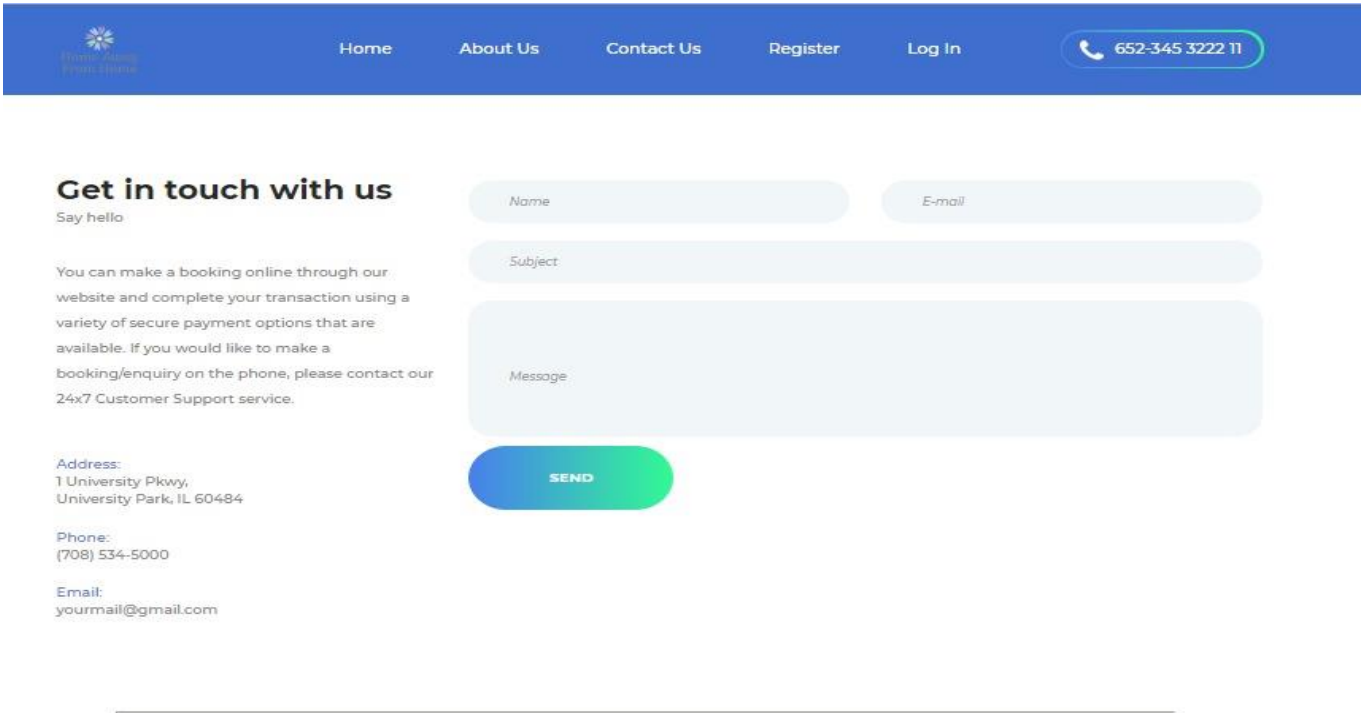 Home Away
From Home
Home
About Us
Contact Us
Register
Log In
652-345 3222 11
Get in touch with us
Say hello
You can make a booking online through our
website and complete your transaction using a
variety of secure payment options that are
available. If you would like to make a
booking/enquiry on the phone, please contact our
24x7 Customer Support service.
Address:
1 University Pkwy,
University Park, IL 60484
Phone:
(708) 534-5000
Email:
yourmail@gmail.com
Name
E-mail
Subject
Message
SEND